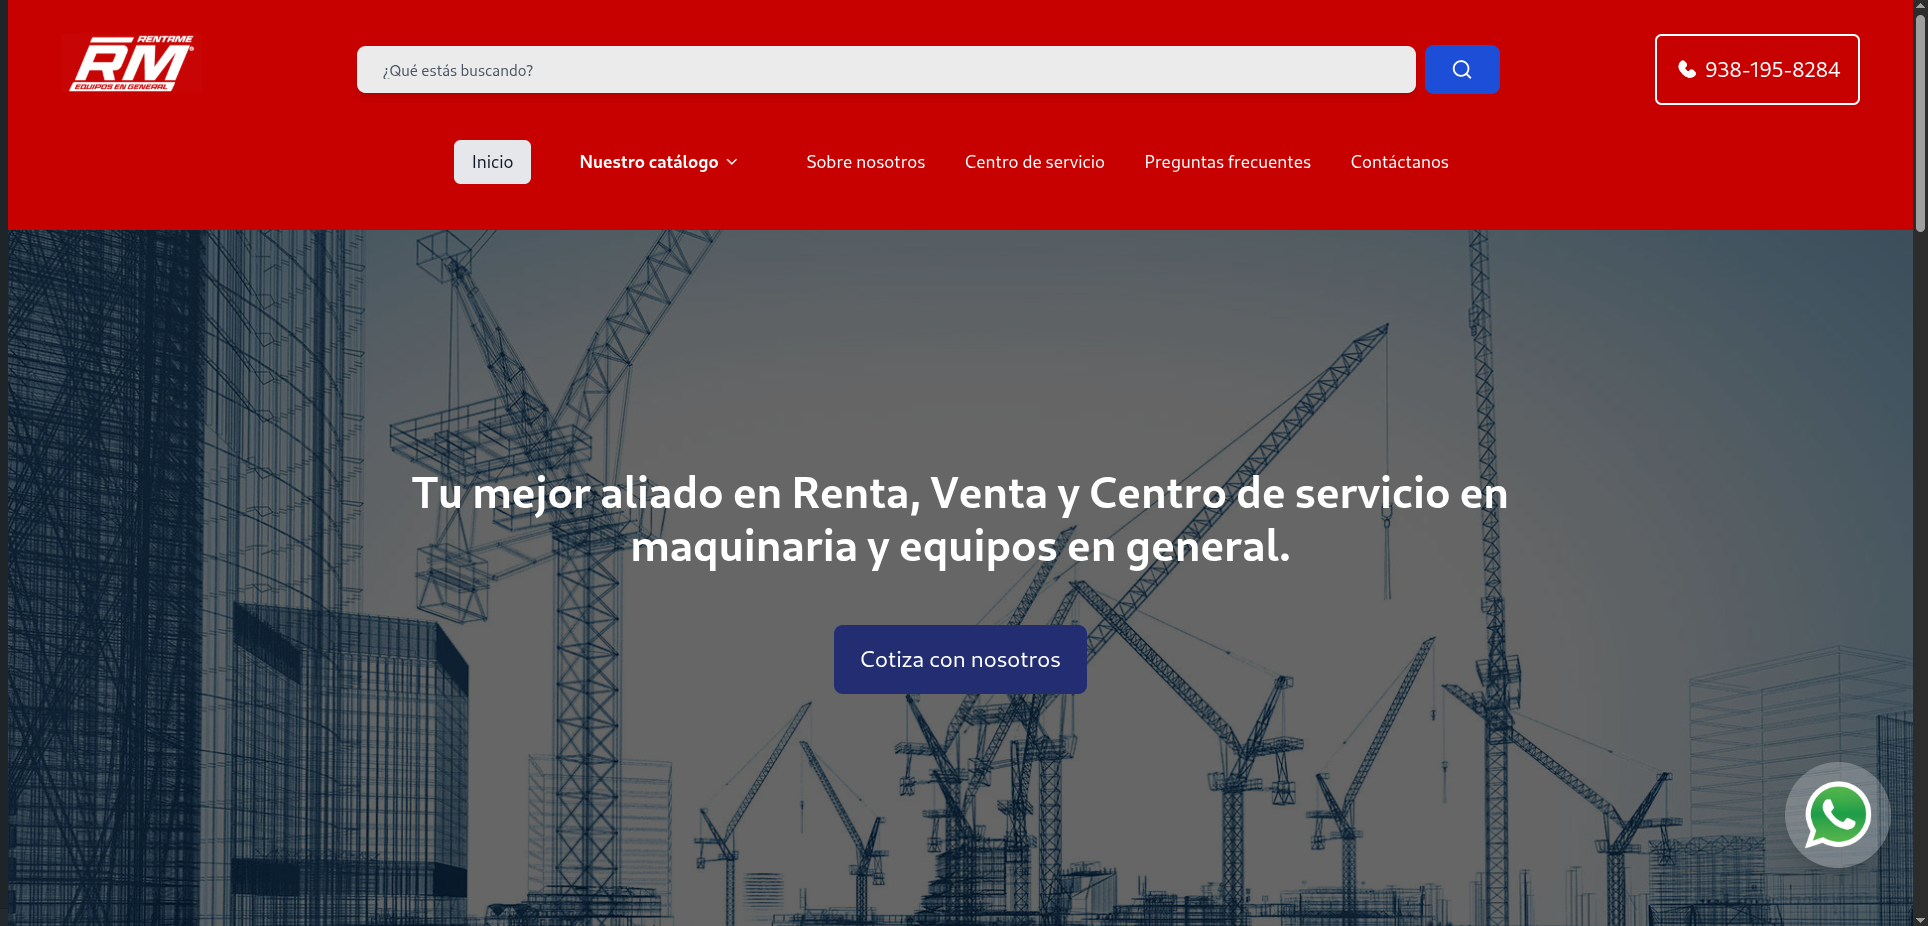 RENTAME
RM®
EQUIPOS EN GENERAL
¿Qué estás buscando?
938-195-8284
Inicio
Nuestro catálogo
Sobre nosotros
Centro de servicio
Preguntas frecuentes
Contáctanos
Tu mejor aliado en Renta, Venta y Centro de servicio en
maquinaria y equipos en general.
Cotiza con nosotros